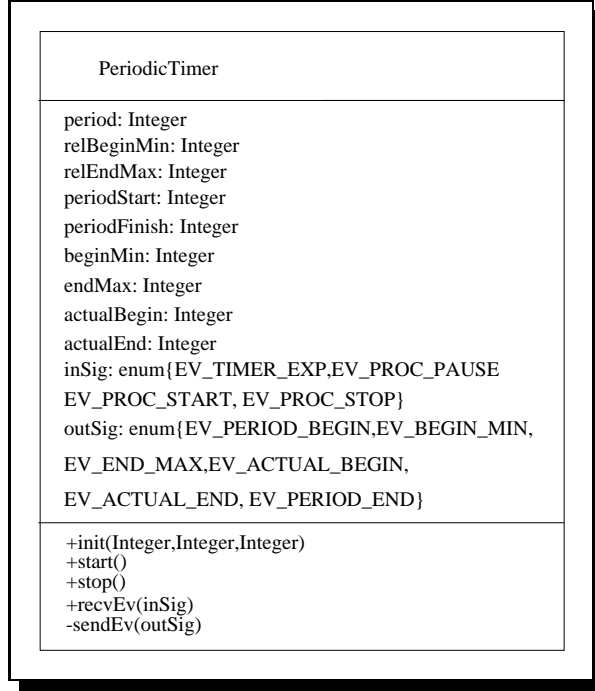 PeriodicTimer
period: Integer
relBeginMin: Integer
relEndMax: Integer
periodStart: Integer
periodFinish: Integer
beginMin: Integer
endMax: Integer
actualBegin: Integer
actualEnd: Integer
inSig: enum{EV_TIMER_EXP,EV_PROC_PAUSE
EV_PROC_START, EV_PROC_STOP}
outSig: enum{EV_PERIOD_BEGIN,EV_BEGIN_MIN,
EV_END_MAX,EV_ACTUAL_BEGIN,
EV_ACTUAL_END, EV_PERIOD_END}
+init(Integer,Integer,Integer)
+start()
+stop()
+recvEv(inSig)
-sendEv(outSig)